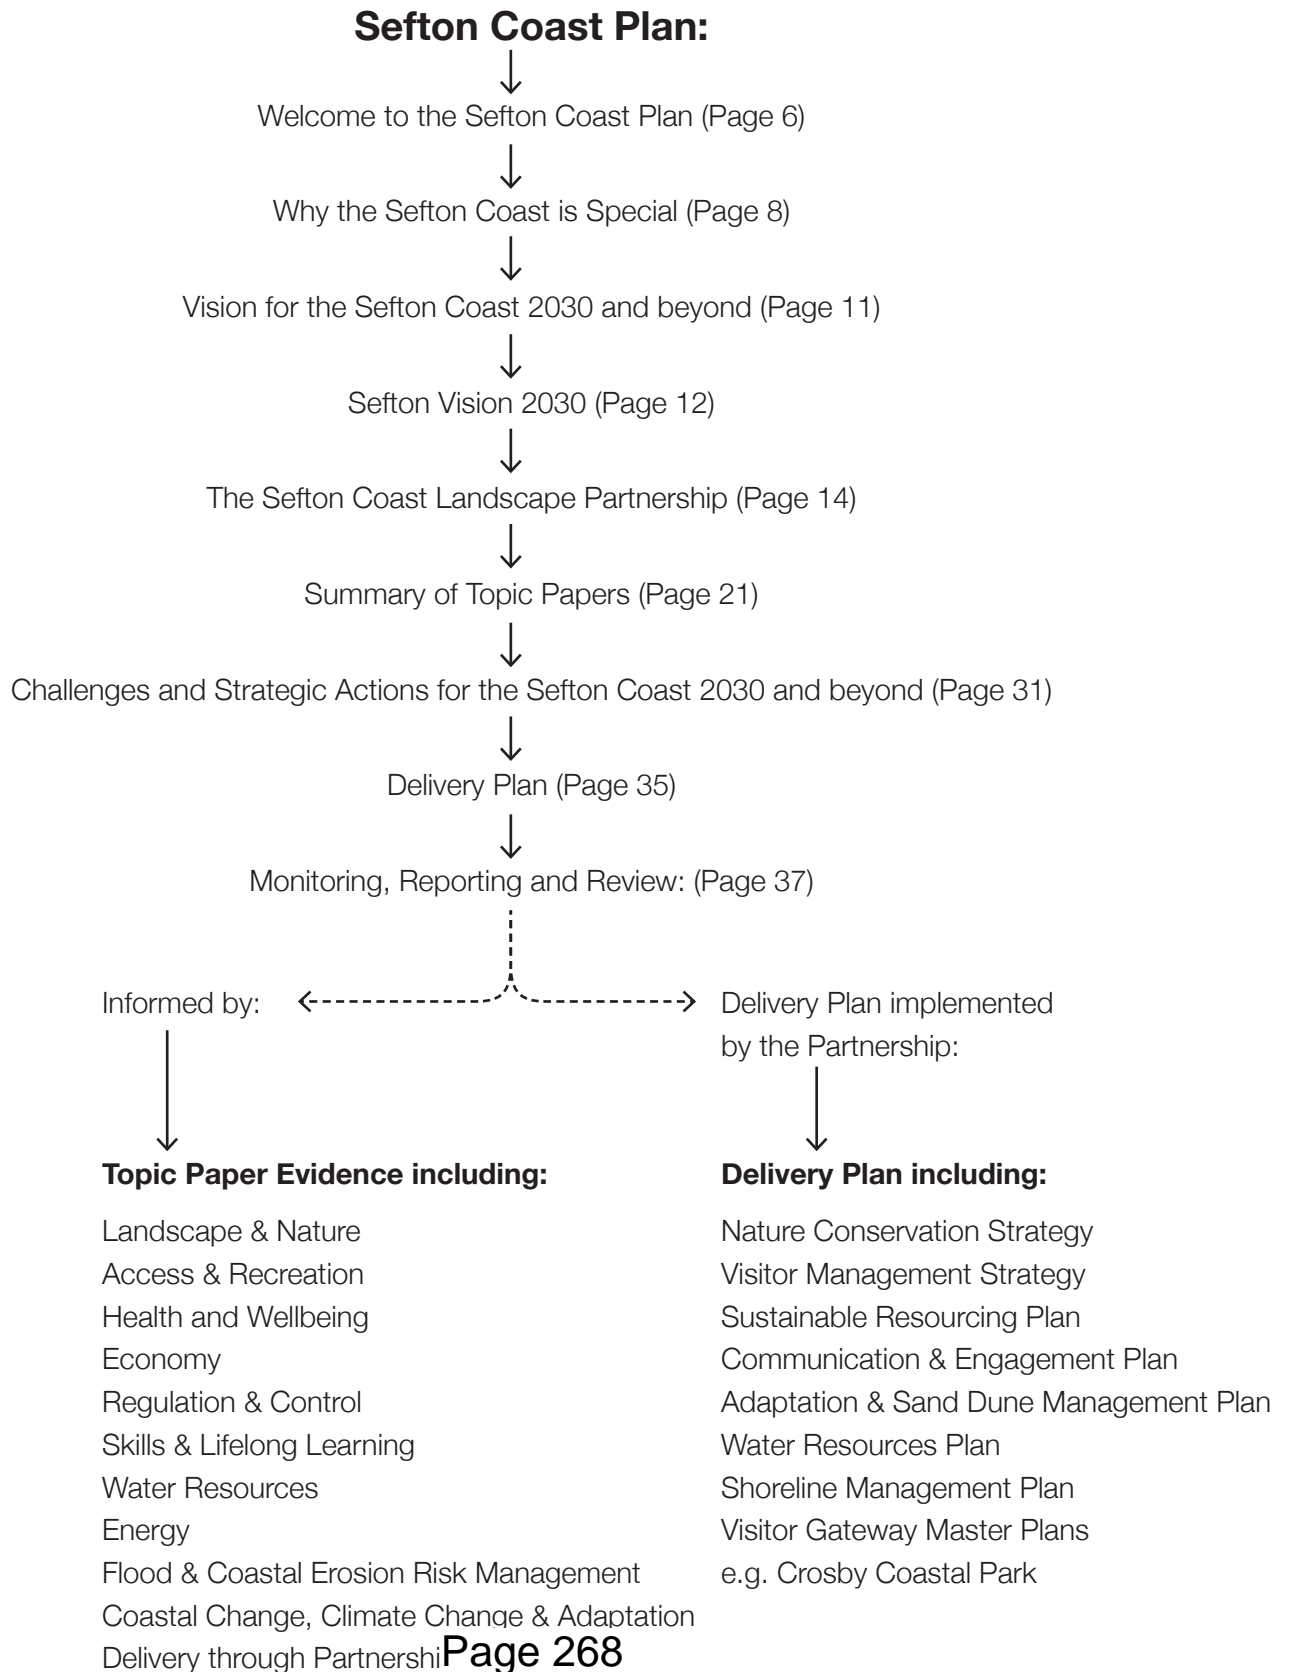 Sefton Coast Plan:
Welcome to the Sefton Coast Plan (Page 6)
Why the Sefton Coast is Special (Page 8)
Vision for the Sefton Coast 2030 and beyond (Page 11)
Sefton Vision 2030 (Page 12)
The Sefton Coast Landscape Partnership (Page 14)
Summary of Topic Papers (Page 21)
Challenges and Strategic Actions for the Sefton Coast 2030 and beyond (Page 31)
Delivery Plan (Page 35)
Monitoring, Reporting and Review: (Page 37)
Informed by:
Topic Paper Evidence including:
Landscape & Nature
Access & Recreation
Health and Wellbeing
Economy
Regulation & Control
Skills & Lifelong Learning
Water Resources
Energy
Flood & Coastal Erosion Risk Management
Coastal Change, Climate Change & Adaptation
Delivery through Partnershi
Delivery Plan implemented
by the Partnership:
Delivery Plan including:
Nature Conservation Strategy
Visitor Management Strategy
Sustainable Resourcing Plan
Communication & Engagement Plan
Adaptation & Sand Dune Management Plan
Water Resources Plan
Shoreline Management Plan
Visitor Gateway Master Plans
e.g. Crosby Coastal Park
Page 268